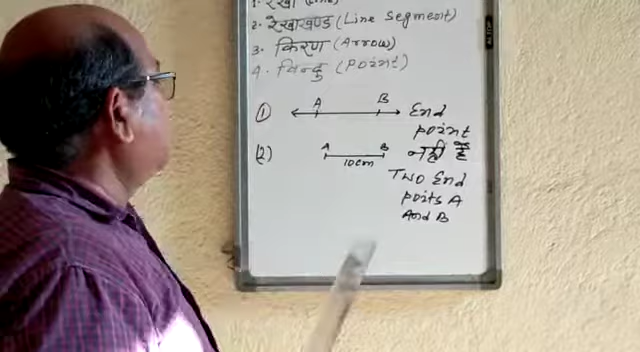 1. रेखा (Line)
2. रेखाखण्ड (Line Segment)
3. किरण (Arrow)
4. विन्दु (Point)
(1) A B End
point
नहीं है
(2) A B
10cm
Two End
poits A
And B